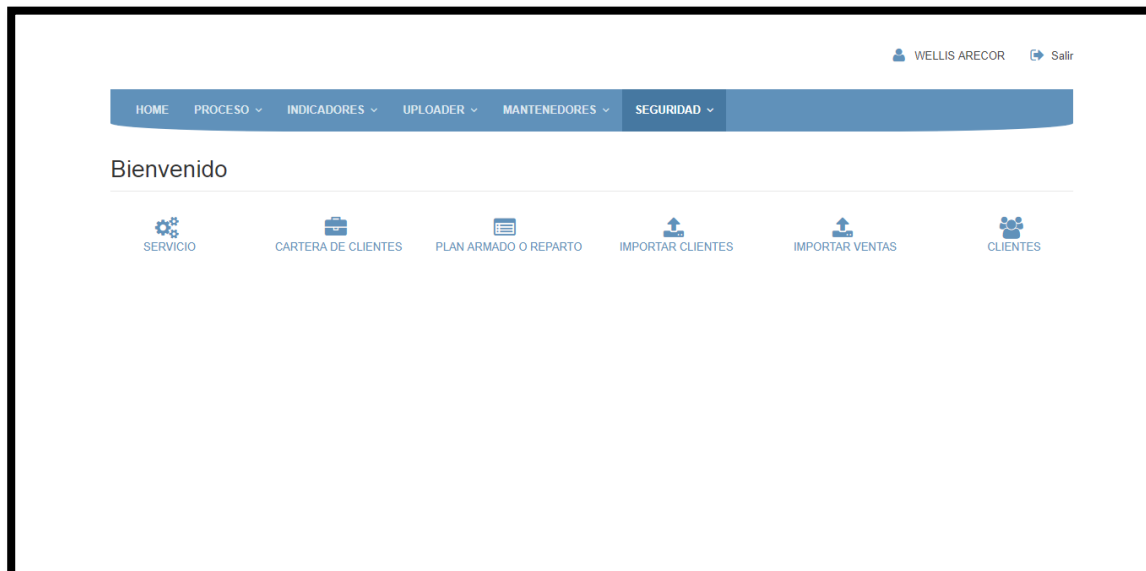 WELLIS ARECOR Salir
HOME PROCESO INDICADORES UPLOADER MANTENEDORES SEGURIDAD
Bienvenido
SERVICIO CARTERA DE CLIENTES PLAN ARMADO O REPARTO IMPORTAR CLIENTES IMPORTAR VENTAS CLIENTES